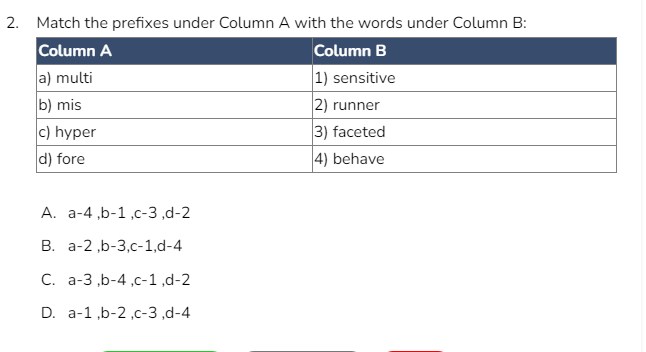 2. Match the prefixes under Column A with the words under Column B:
Column A Column B
a) multi 1) sensitive
b) mis 2) runner
c) hyper 3) faceted
d) fore 4) behave
A. a-4 ,b-1 ,c-3 ,d-2
B. a-2 ,b-3,c-1,d-4
C. a-3 ,b-4 ,c-1 ,d-2
D. a-1 ,b-2 ,c-3 ,d-4